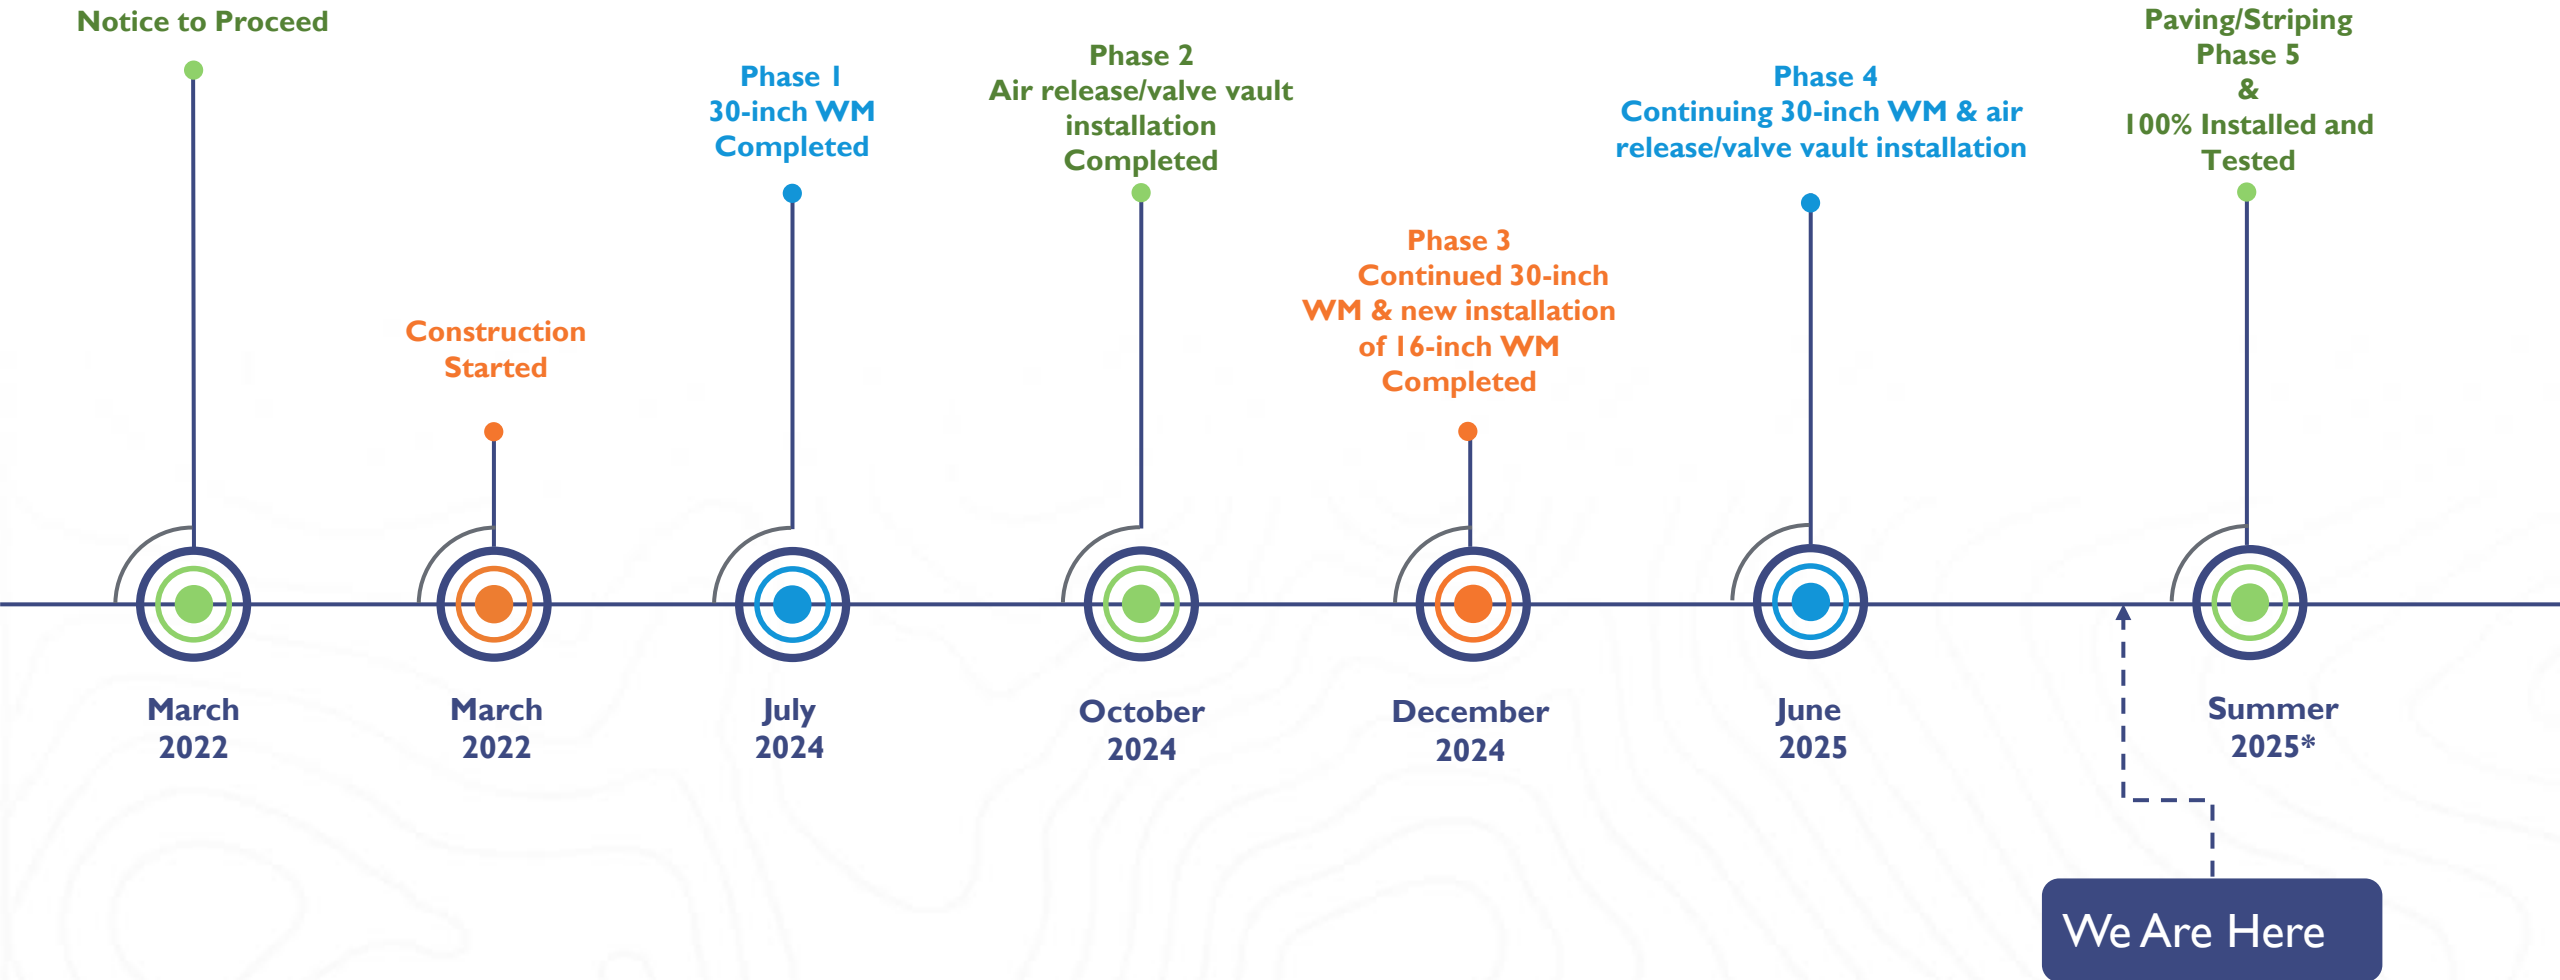 Notice to Proceed
Construction
Started
Phase 1
30-inch WM
Completed
Phase 2
Air release/valve vault
installation
Completed
Phase 3
Continued 30-inch
WM & new installation
of 16-inch WM
Completed
Phase 4
Continuing 30-inch WM & air
release/valve vault installation
Paving/Striping
Phase 5
&
100% Installed and
Tested
March
2022
March
2022
July
2024
October
2024
December
2024
June
2025
Summer
2025*
We Are Here